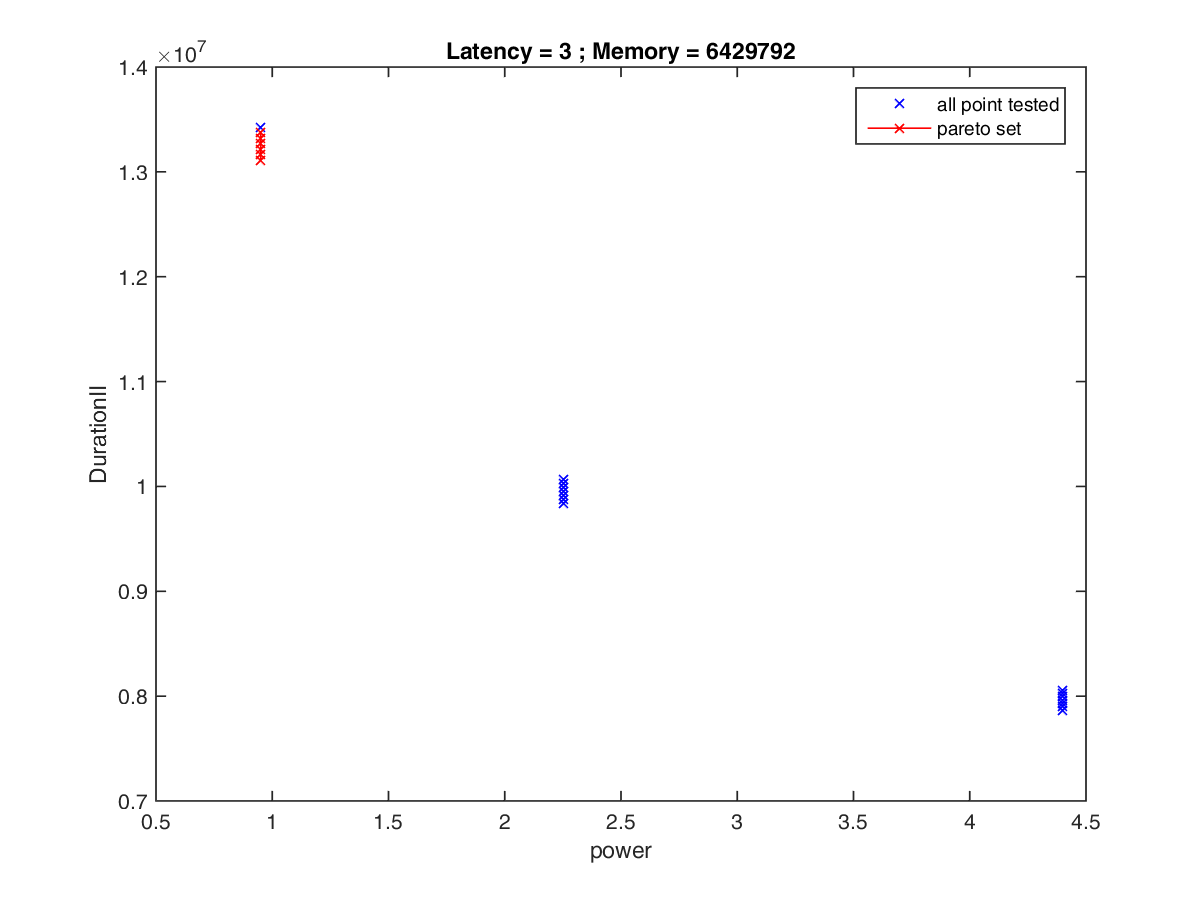 Latency = 3 ; Memory = 6429792
×10^7
1.4
1.3
1.2
1.1
1
0.9
0.8
0.7
DurationII
0.5 1 1.5 2 2.5 3 3.5 4 4.5
power
all point tested
pareto set